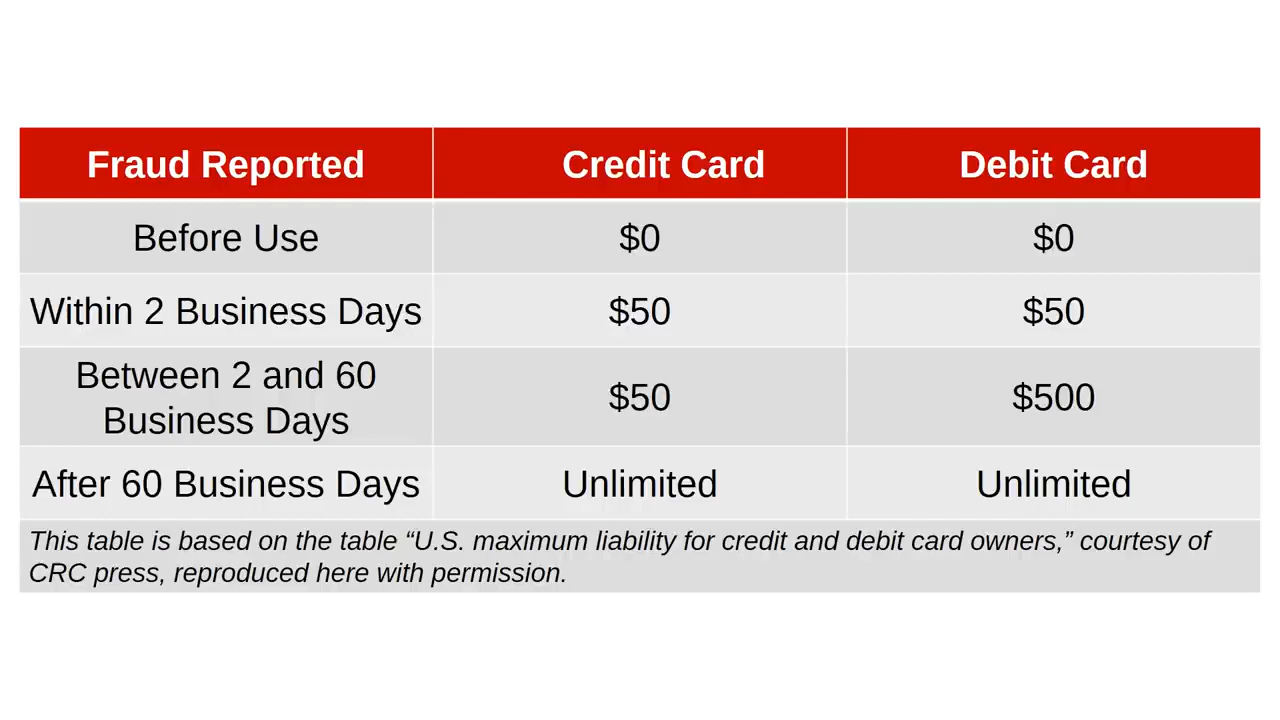 Fraud Reported Credit Card Debit Card
Before Use $0 $0
Within 2 Business Days $50 $50
Between 2 and 60
Business Days $50 $500
After 60 Business Days Unlimited Unlimited
This table is based on the table “U.S. maximum liability for credit and debit card owners,” courtesy of
CRC press, reproduced here with permission.